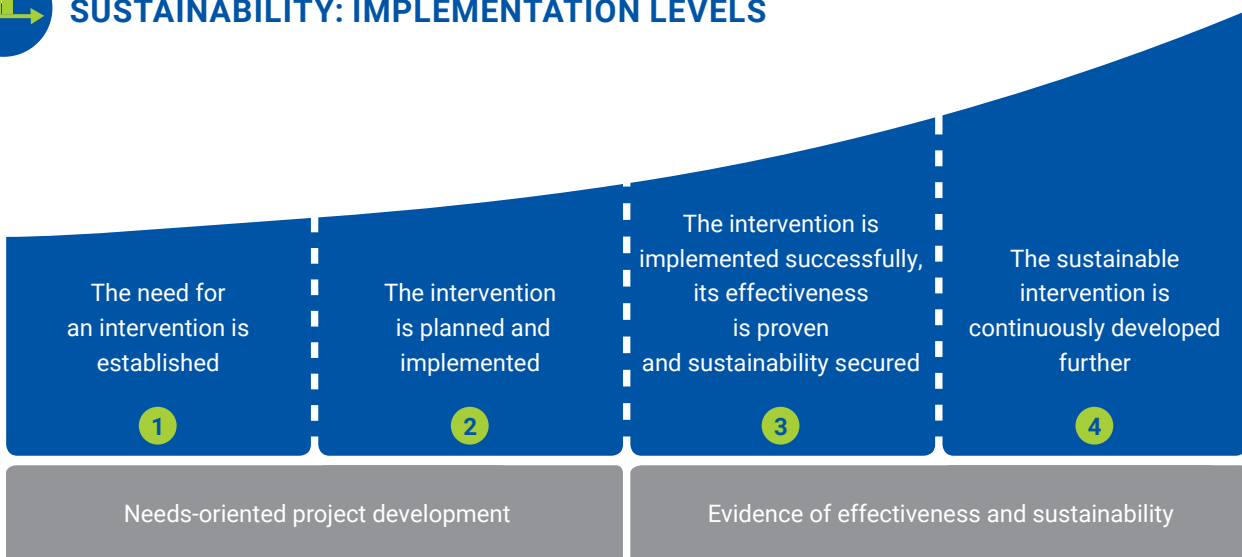 SUSTAINABILITY: IMPLEMENTATION LEVELS
The need for
an intervention is
established
1
The intervention
is planned and
implemented
2
The intervention is
implemented successfully,
its effectiveness
is proven
and sustainability secured
3
The sustainable
intervention is
continuously developed
further
4
Needs-oriented project development
Evidence of effectiveness and sustainability